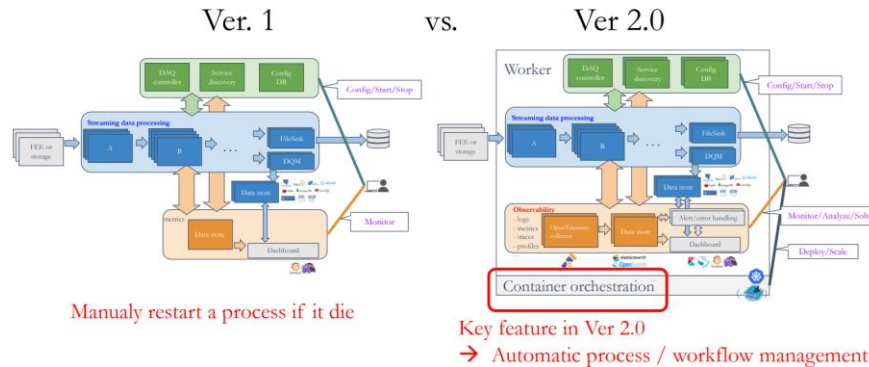 Ver. 1
vs.
Ver 2.0
DAQ
controller
Service
discovery
Config
DB
Config/Start/Stop
Streaming data processing
FEE or
storage
A
B
...
FileSink
DQM
Data store
metrics
Data store
Dashboard
Monitor
Manualy restart a process if it die
Worker
DAQ
controller
Service
discovery
Config
DB
Config/Start/Stop
Streaming data processing
FEE or
storage
A
B
...
FileSink
DQM
Data store
Observability
- logs
- metrics
- traces
- profiles
OpenTelemetry
collector
Data store
Alert/error handling
Dashboard
Monitor/Analyze/Solv
Deploy/Scale
elasticsearch
OpenSearch
Container orchestration
Key feature in Ver 2.0
→ Automatic process / workflow management